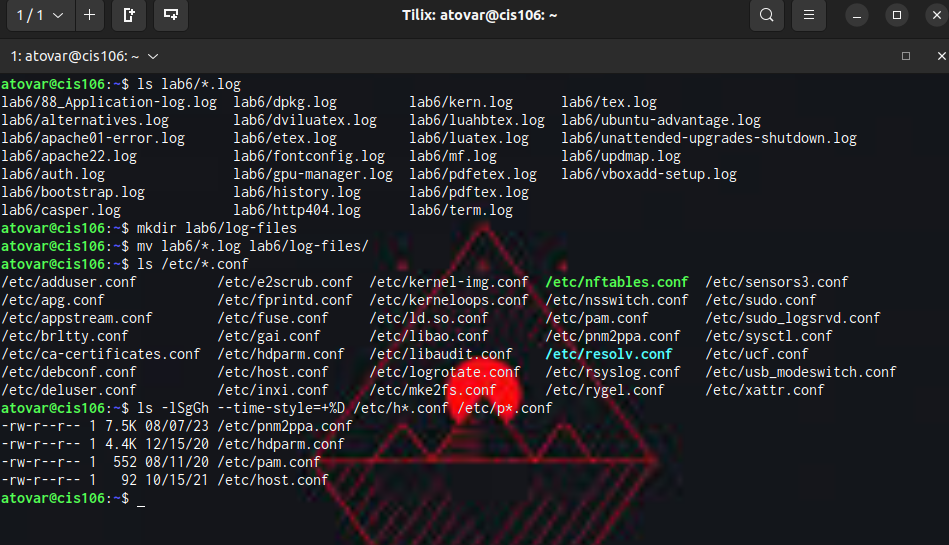 1 / 1
Tilix: atovar@cis106: ~
1: atovar@cis106: ~
atovar@cis106:~$ ls lab6/*.log
lab6/88_Application-log.log  lab6/dpkg.log         lab6/kern.log      lab6/tex.log
lab6/alternatives.log        lab6/dviluatex.log    lab6/luahbtex.log  lab6/ubuntu-advantage.log
lab6/apache01-error.log      lab6/etex.log         lab6/luatex.log    lab6/unattended-upgrades-shutdown.log
lab6/apache22.log            lab6/fontconfig.log   lab6/mf.log        lab6/updmap.log
lab6/auth.log                lab6/gpu-manager.log  lab6/pdfetex.log   lab6/vboxadd-setup.log
lab6/bootstrap.log           lab6/history.log      lab6/pdftex.log
lab6/casper.log              lab6/http404.log      lab6/term.log
atovar@cis106:~$ mkdir lab6/log-files
atovar@cis106:~$ mv lab6/*.log lab6/log-files/
atovar@cis106:~$ ls /etc/*.conf
/etc/adduser.conf          /etc/e2scrub.conf  /etc/kernel-img.conf  /etc/nftables.conf  /etc/sensors3.conf
/etc/apg.conf              /etc/fprintd.conf  /etc/kerneloops.conf  /etc/nsswitch.conf  /etc/sudo.conf
/etc/appstream.conf        /etc/fuse.conf     /etc/ld.so.conf       /etc/pam.conf       /etc/sudo_logsrvd.conf
/etc/brltty.conf           /etc/gai.conf      /etc/libao.conf       /etc/pnm2ppa.conf   /etc/sysctl.conf
/etc/ca-certificates.conf  /etc/hdparm.conf   /etc/libaudit.conf    /etc/resolv.conf    /etc/ucf.conf
/etc/debconf.conf          /etc/host.conf     /etc/logrotate.conf   /etc/rsyslog.conf   /etc/usb_modeswitch.conf
/etc/deluser.conf          /etc/inxi.conf     /etc/mke2fs.conf      /etc/rygel.conf     /etc/xattr.conf
atovar@cis106:~$ ls -lSgGh --time-style=+%D /etc/h*.conf /etc/p*.conf
-rw-r--r-- 1 7.5K 08/07/23 /etc/pnm2ppa.conf
-rw-r--r-- 1 4.4K 12/15/20 /etc/hdparm.conf
-rw-r--r-- 1  552 08/11/20 /etc/pam.conf
-rw-r--r-- 1   92 10/15/21 /etc/host.conf
atovar@cis106:~$ _